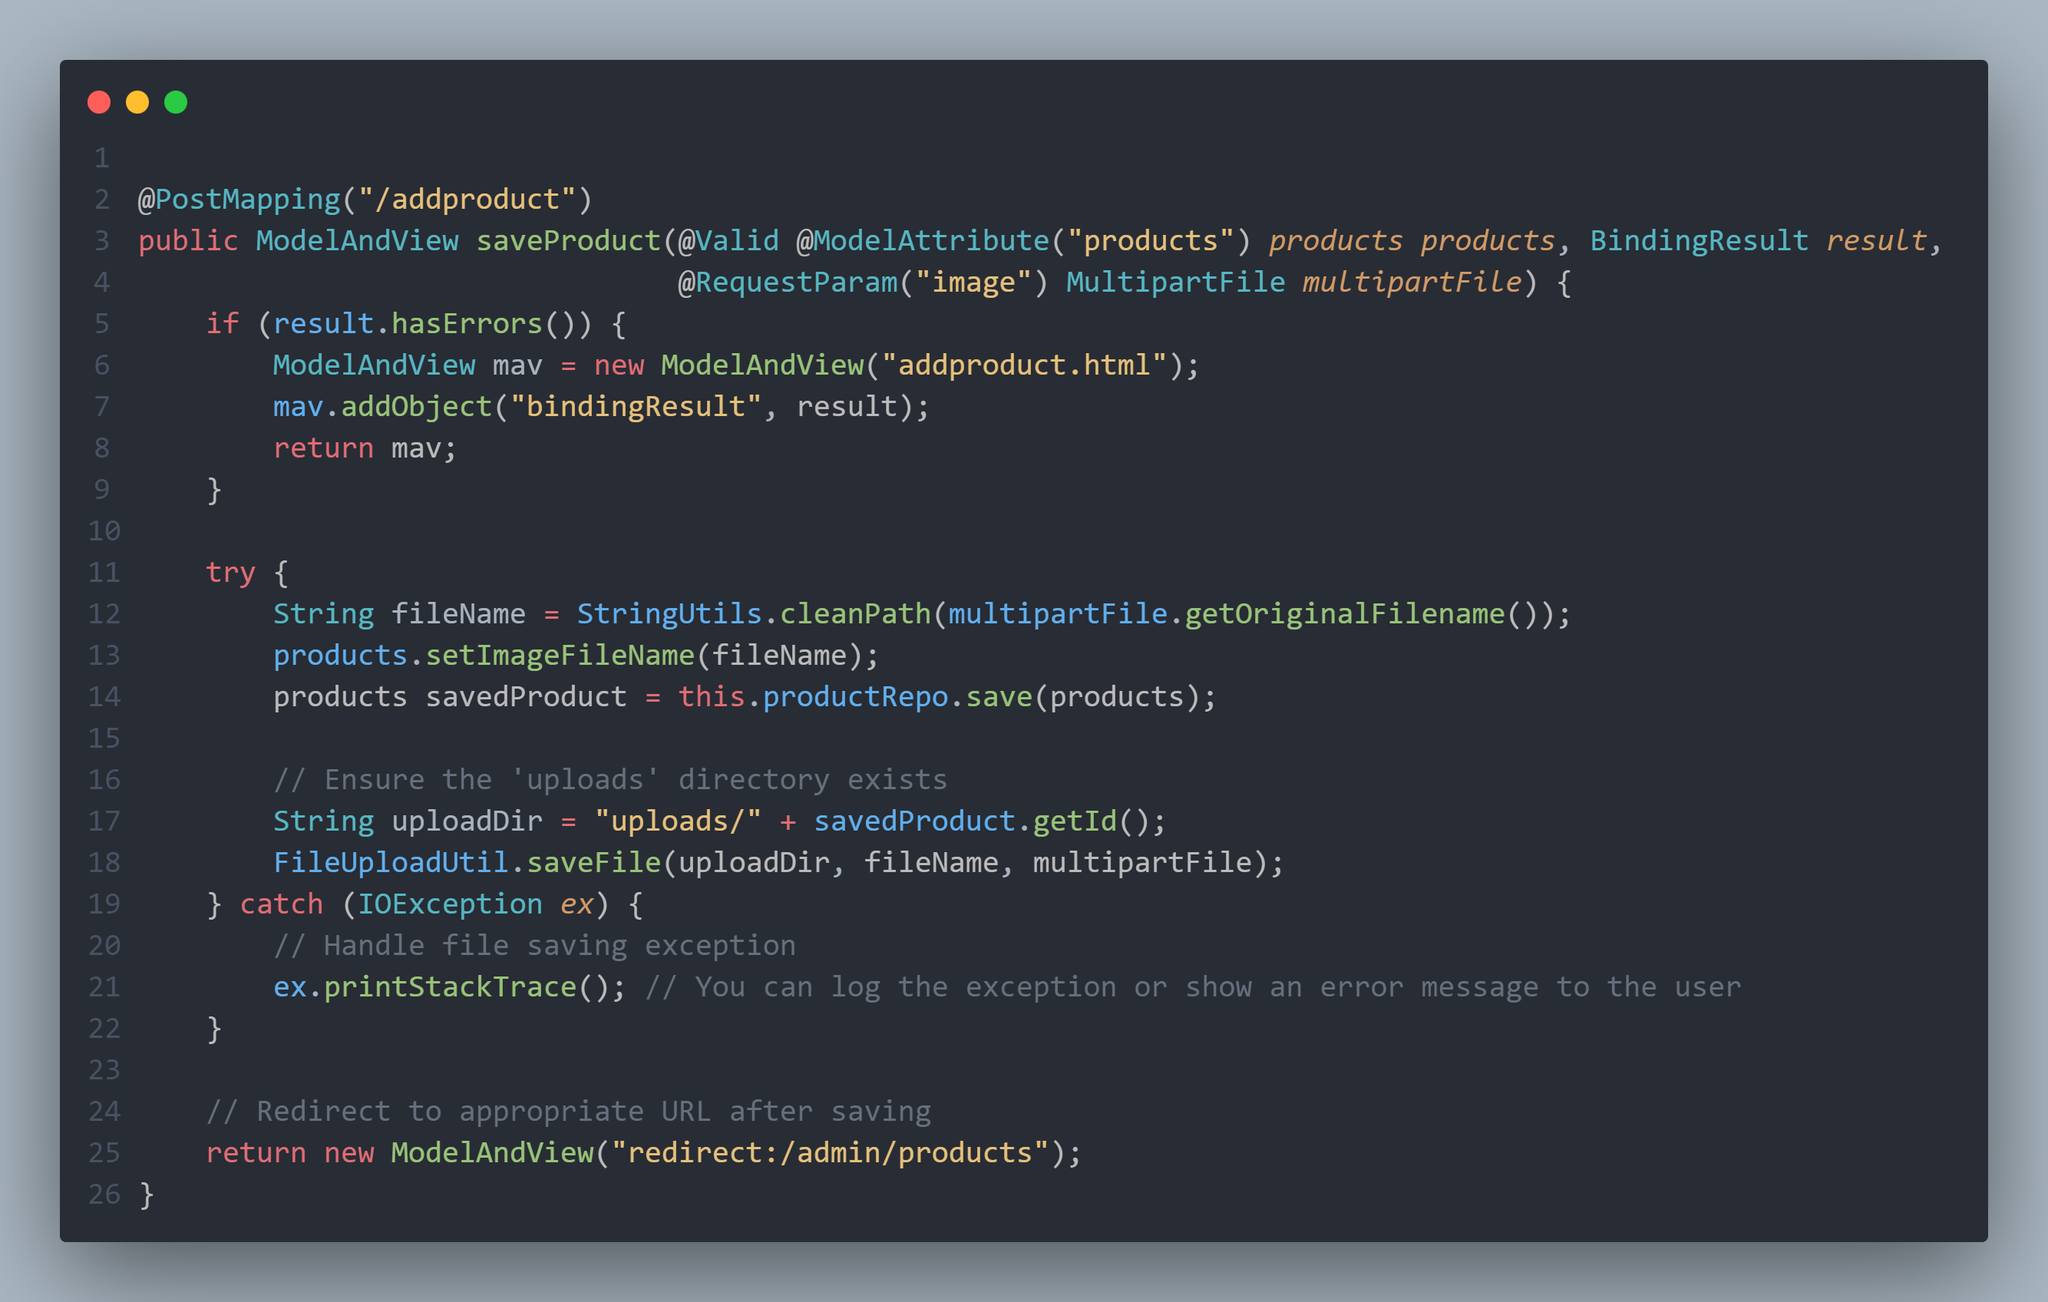 1
2 @PostMapping("/addproduct")
3 public ModelAndView saveProduct(@Valid @ModelAttribute("products") products products, BindingResult result,
4                                 @RequestParam("image") MultipartFile multipartFile) {
5     if (result.hasErrors()) {
6         ModelAndView mav = new ModelAndView("addproduct.html");
7         mav.addObject("bindingResult", result);
8         return mav;
9     }
10
11     try {
12         String fileName = StringUtils.cleanPath(multipartFile.getOriginalFilename());
13         products.setImageFileName(fileName);
14         products savedProduct = this.productRepo.save(products);
15
16         // Ensure the 'uploads' directory exists
17         String uploadDir = "uploads/" + savedProduct.getId();
18         FileUploadUtil.saveFile(uploadDir, fileName, multipartFile);
19     } catch (IOException ex) {
20         // Handle file saving exception
21         ex.printStackTrace(); // You can log the exception or show an error message to the user
22     }
23
24     // Redirect to appropriate URL after saving
25     return new ModelAndView("redirect:/admin/products");
26 }